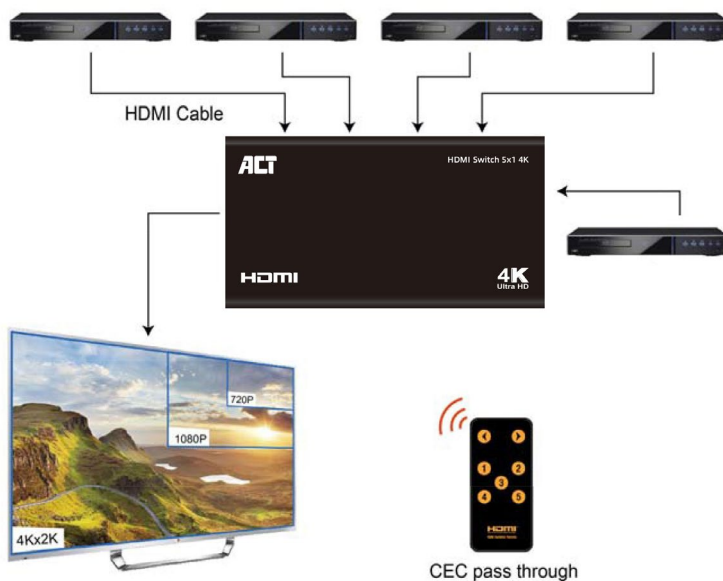 HDMI Cable
ACT
HDMI Switch 5x1 4K
HDMI
4K
Ultra HD
720P
1080P
4Kx2K
1
2
3
4
5
HDMI
CEC pass through